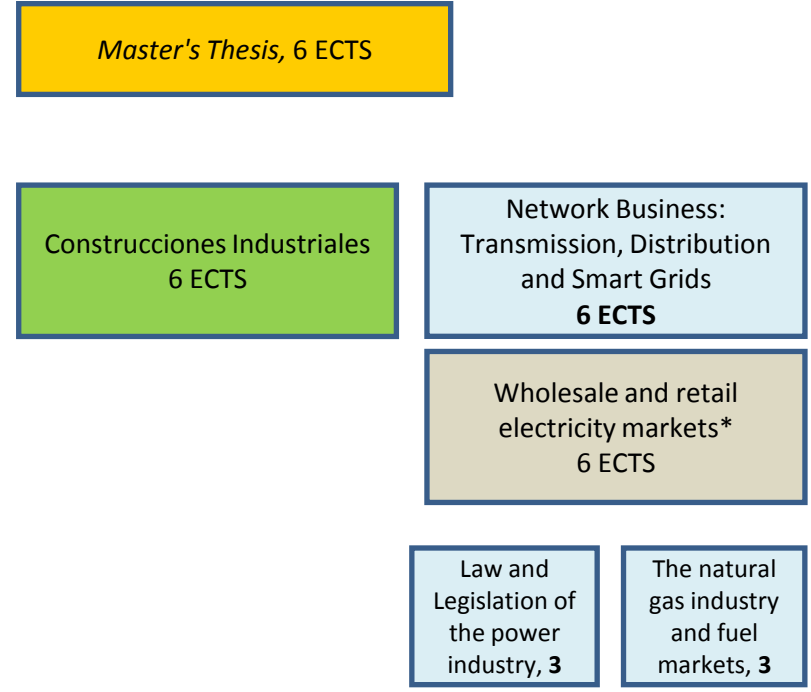 Master's Thesis, 6 ECTS
Construcciones Industriales
6 ECTS
Network Business:
Transmission, Distribution
and Smart Grids
6 ECTS
Wholesale and retail
electricity markets*
6 ECTS
Law and
Legislation of
the power
industry, 3
The natural
gas industry
and fuel
markets, 3